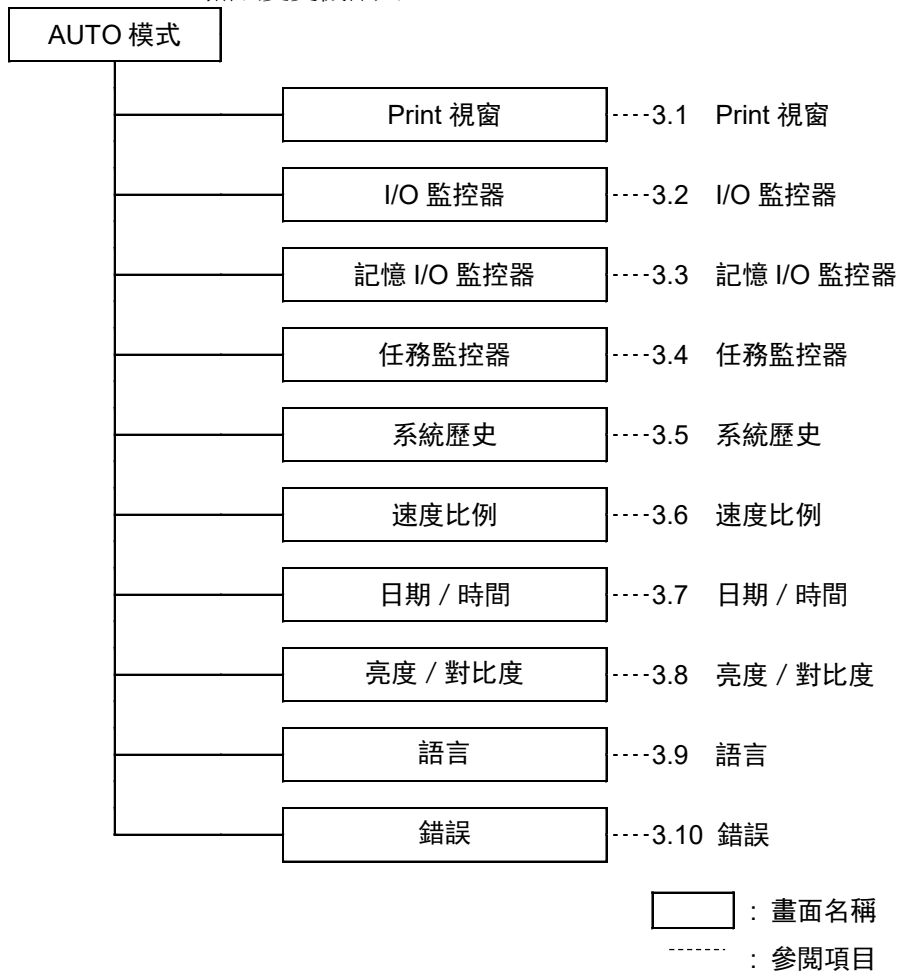 AUTO 模式
Print 視窗 3.1 Print 視窗
I/O 監控器 3.2 I/O 監控器
記憶 I/O 監控器 3.3 記憶 I/O 監控器
任務監控器 3.4 任務監控器
系統歷史 3.5 系統歷史
速度比例 3.6 速度比例
日期 / 時間 3.7 日期 / 時間
亮度 / 對比度 3.8 亮度 / 對比度
語言 3.9 語言
錯誤 3.10 錯誤
: 畫面名稱
: 參閱項目